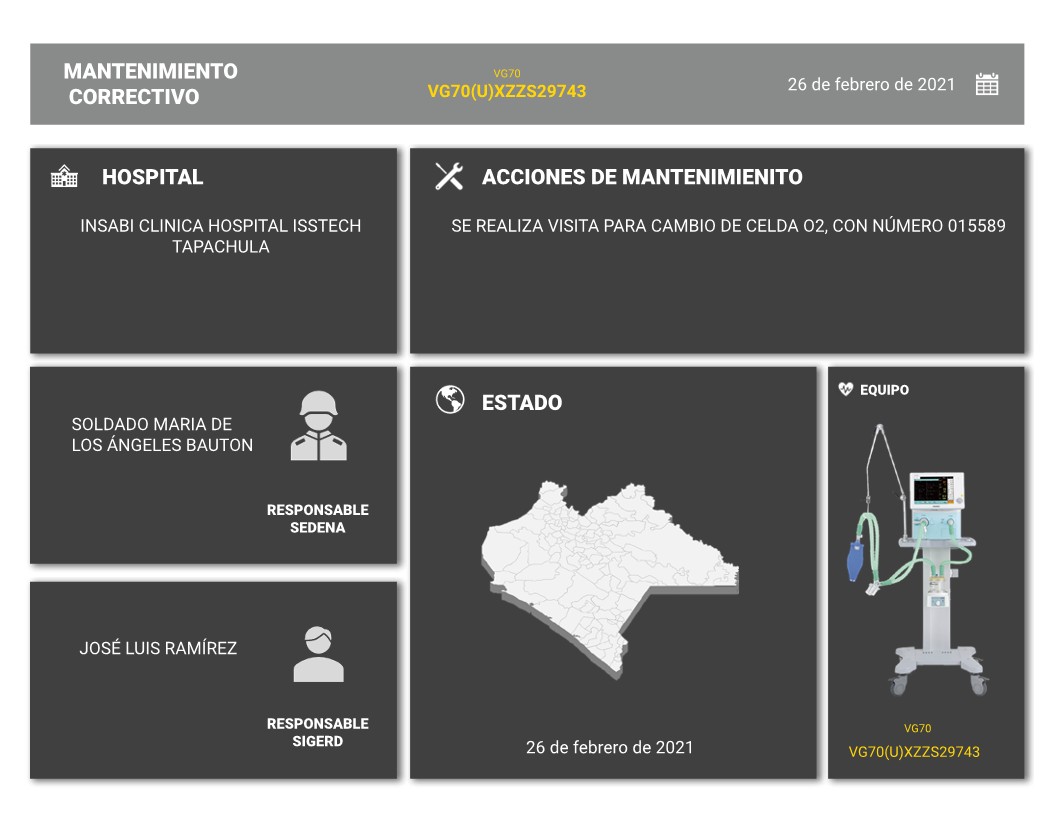 MANTENIMIENTO
CORRECTIVO
VG70
VG70(U)XZZS29743
26 de febrero de 2021
HOSPITAL
INSABI CLINICA HOSPITAL ISSTECH
TAPACHULA
ACCIONES DE MANTENIMIENITO
SE REALIZA VISITA PARA CAMBIO DE CELDA O2, CON NÚMERO 015589
SOLDADO MARIA DE
LOS ÁNGELES BAUTON
RESPONSABLE
SEDENA
JOSÉ LUIS RAMÍREZ
RESPONSABLE
SIGERD
ESTADO
26 de febrero de 2021
EQUIPO
VG70
VG70(U)XZZS29743